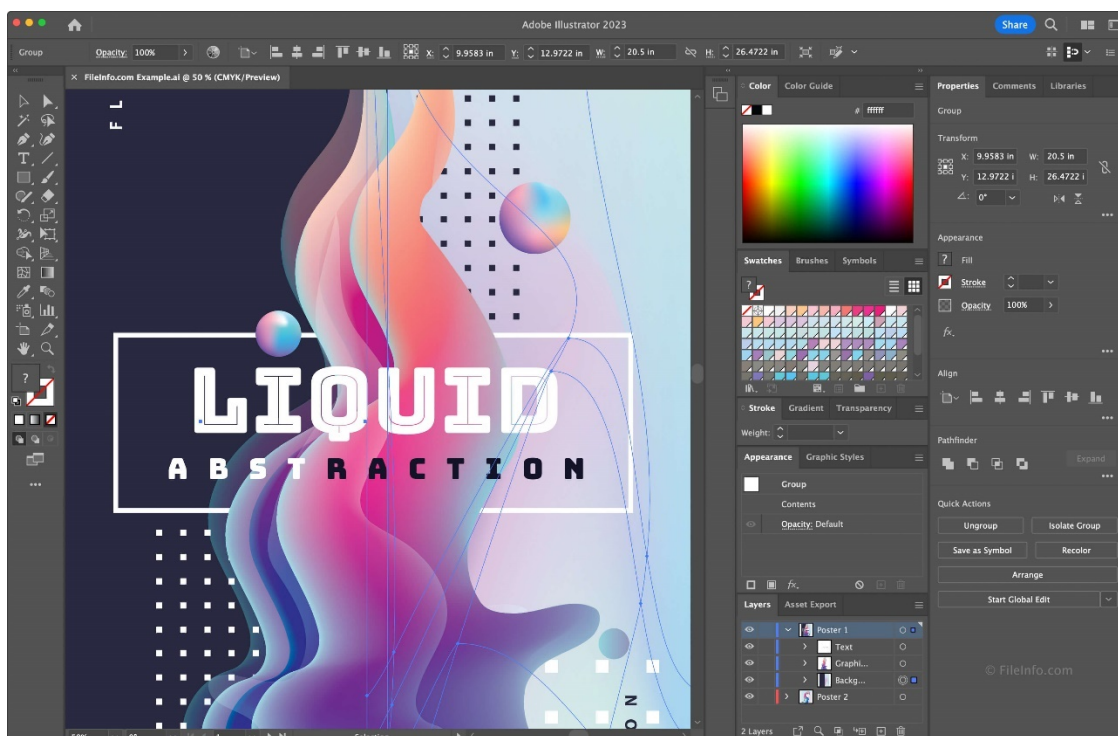 Adobe Illustrator 2023
Share
Group
Opacity: 100%
X: 9.9583 in
Y: 12.9722 in
W: 20.5 in
H: 26.4722 in
FileInfo.com Example.ai @ 50 % (CMYK/Preview)
F L
LIQUID
ABSTRACTION
O N
Selection
Color
Color Guide
# ffffff
Swatches
Brushes
Symbols
Stroke
Gradient
Transparency
Weight:
Appearance
Graphic Styles
Group
Contents
Opacity: Default
fx.
Layers
Asset Export
Poster 1
Text
Graphi...
Backg...
Poster 2
2 Layers
Properties
Comments
Libraries
Group
Transform
X: 9.9583 in
W: 20.5 in
Y: 12.9722 i
H: 26.4722 i
0°
Appearance
? Fill
Stroke
Opacity 100%
fx.
Align
Pathfinder
Expand
Quick Actions
Ungroup
Isolate Group
Save as Symbol
Recolor
Arrange
Start Global Edit
© FileInfo.com